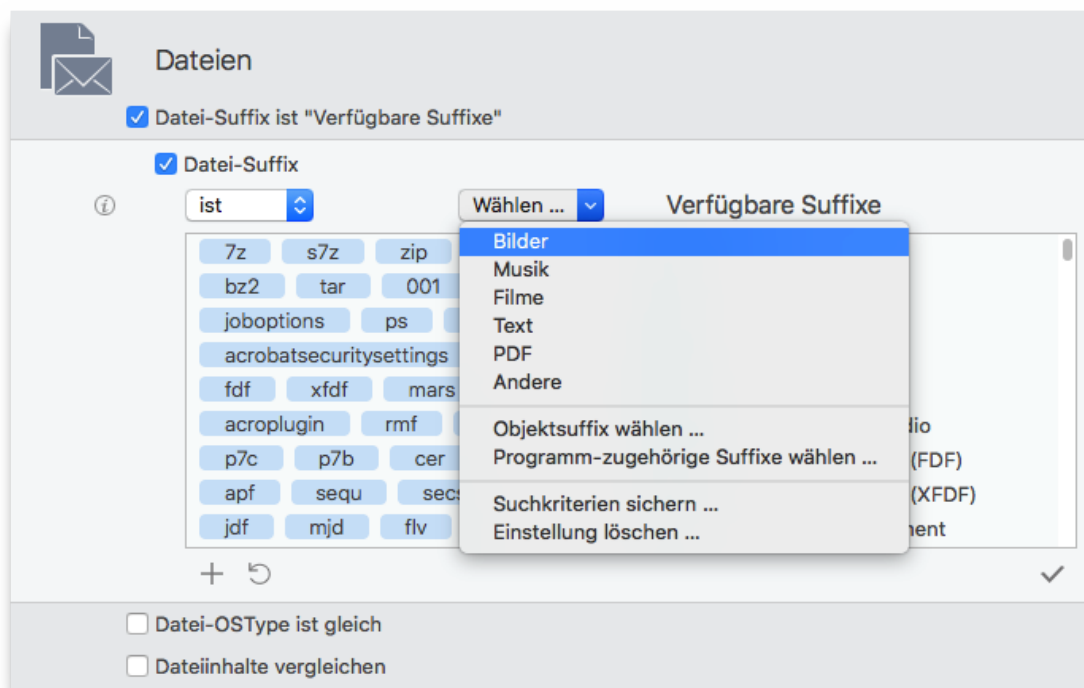 Dateien
Datei-Suffix ist "Verfügbare Suffixe"
Datei-Suffix
ist
Wählen ...
Verfügbare Suffixe
Bilder
Musik
Filme
Text
PDF
Andere
Objektsuffix wählen ...
Programm-zugehörige Suffixe wählen ...
Suchkriterien sichern ...
Einstellung löschen ...
7z s7z zip
bz2 tar 001
joboptions ps
acrobatsecuritysettings
fdf xfdf mars
acroplugin rmf
p7c p7b cer (FDF)
apf sequ (XFDF)
jdf mjd flv
Datei-OSType ist gleich
Dateiinhalte vergleichen